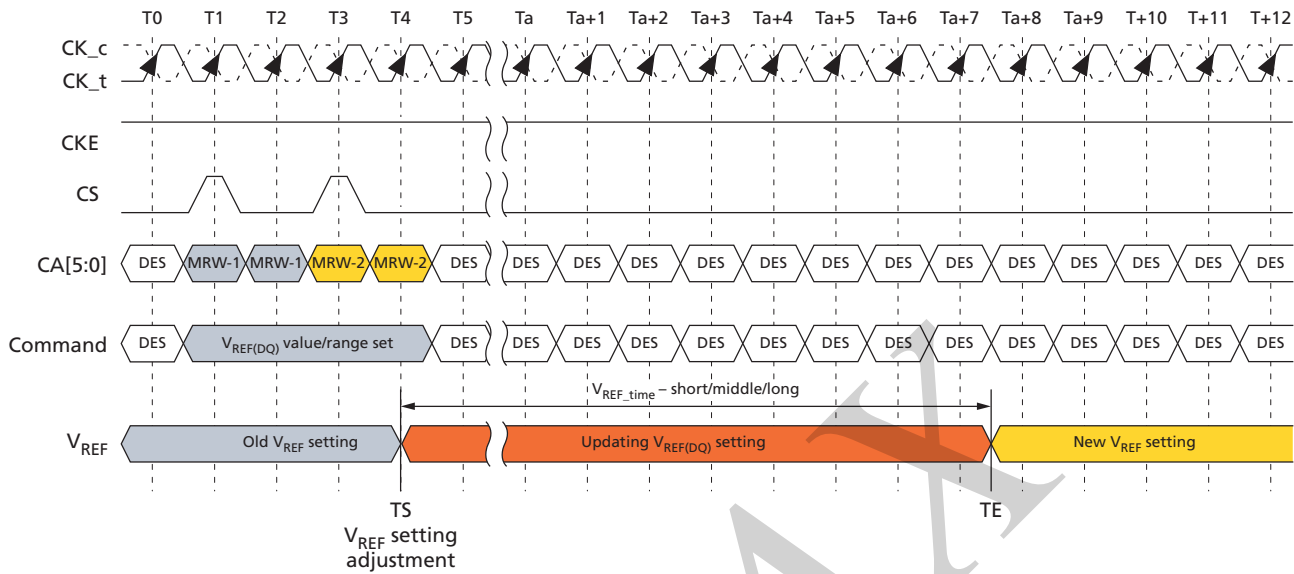 T0 T1 T2 T3 T4 T5 Ta Ta+1 Ta+2 Ta+3 Ta+4 Ta+5 Ta+6 Ta+7 Ta+8 Ta+9 T+10 T+11 T+12
CK_c
CK_t
CKE
CS
CA[5:0] DES MRW-1 MRW-1 MRW-2 MRW-2 DES DES DES DES DES DES DES DES DES DES DES DES DES DES
Command DES VREF(DQ) value/range set DES DES DES DES DES DES DES DES DES DES DES DES DES DES
VREF_time – short/middle/long
VREF Old VREF setting Updating VREF(DQ) setting New VREF setting
TS TE
VREF setting
adjustment